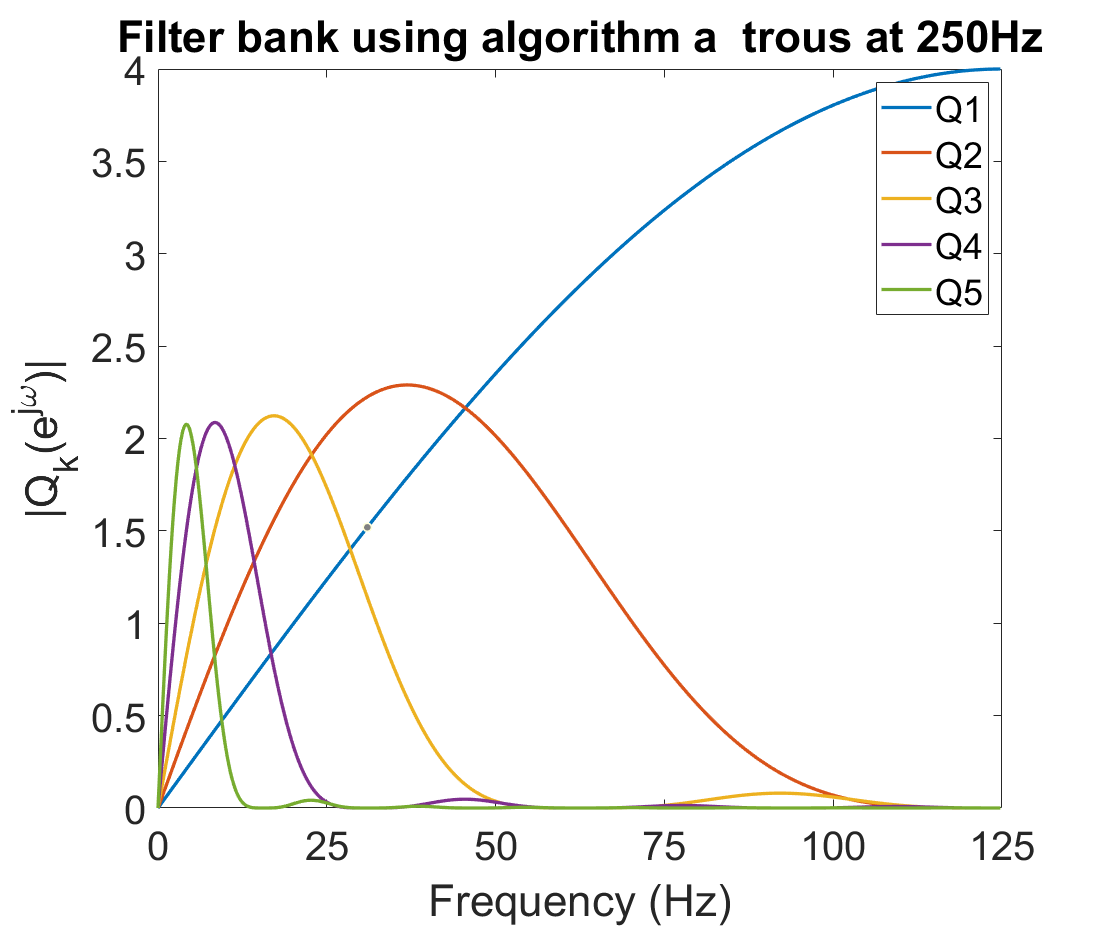 Filter bank using algorithm a  trous at 250Hz
4
3.5
3
2.5
2
1.5
1
0.5
0
|Q_k(e^{jω})|
Q1
Q2
Q3
Q4
Q5
0 25 50 75 100 125
Frequency (Hz)